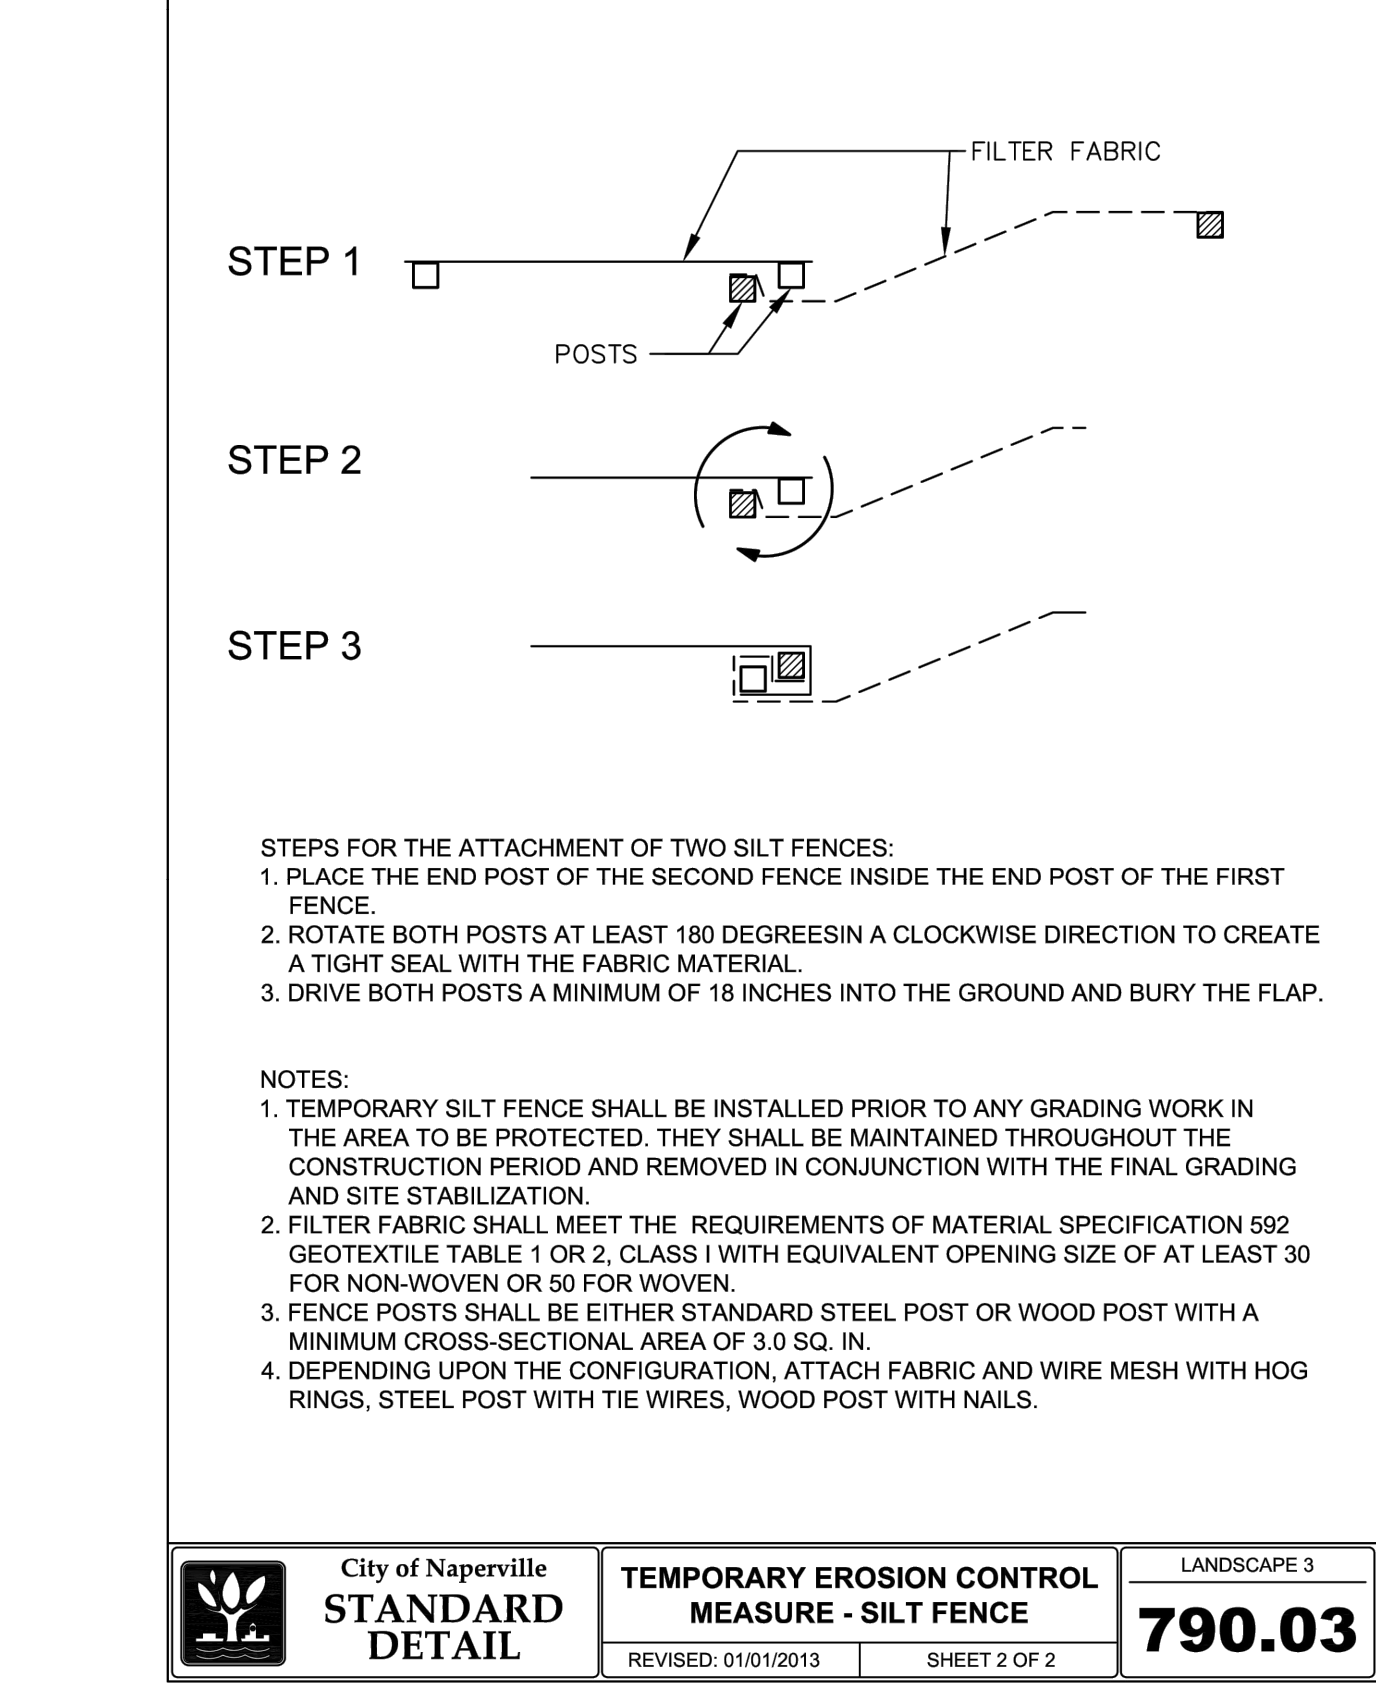 FILTER FABRIC
STEP 1
POSTS
STEP 2
STEP 3
STEPS FOR THE ATTACHMENT OF TWO SILT FENCES:
1. PLACE THE END POST OF THE SECOND FENCE INSIDE THE END POST OF THE FIRST
FENCE.
2. ROTATE BOTH POSTS AT LEAST 180 DEGREESIN A CLOCKWISE DIRECTION TO CREATE
A TIGHT SEAL WITH THE FABRIC MATERIAL.
3. DRIVE BOTH POSTS A MINIMUM OF 18 INCHES INTO THE GROUND AND BURY THE FLAP.
NOTES:
1. TEMPORARY SILT FENCE SHALL BE INSTALLED PRIOR TO ANY GRADING WORK IN
THE AREA TO BE PROTECTED. THEY SHALL BE MAINTAINED THROUGHOUT THE
CONSTRUCTION PERIOD AND REMOVED IN CONJUNCTION WITH THE FINAL GRADING
AND SITE STABILIZATION.
2. FILTER FABRIC SHALL MEET THE REQUIREMENTS OF MATERIAL SPECIFICATION 592
GEOTEXTILE TABLE 1 OR 2, CLASS I WITH EQUIVALENT OPENING SIZE OF AT LEAST 30
FOR NON-WOVEN OR 50 FOR WOVEN.
3. FENCE POSTS SHALL BE EITHER STANDARD STEEL POST OR WOOD POST WITH A
MINIMUM CROSS-SECTIONAL AREA OF 3.0 SQ. IN.
4. DEPENDING UPON THE CONFIGURATION, ATTACH FABRIC AND WIRE MESH WITH HOG
RINGS, STEEL POST WITH TIE WIRES, WOOD POST WITH NAILS.
City of Naperville
STANDARD
DETAIL
TEMPORARY EROSION CONTROL
MEASURE - SILT FENCE
REVISED: 01/01/2013
SHEET 2 OF 2
LANDSCAPE 3
790.03